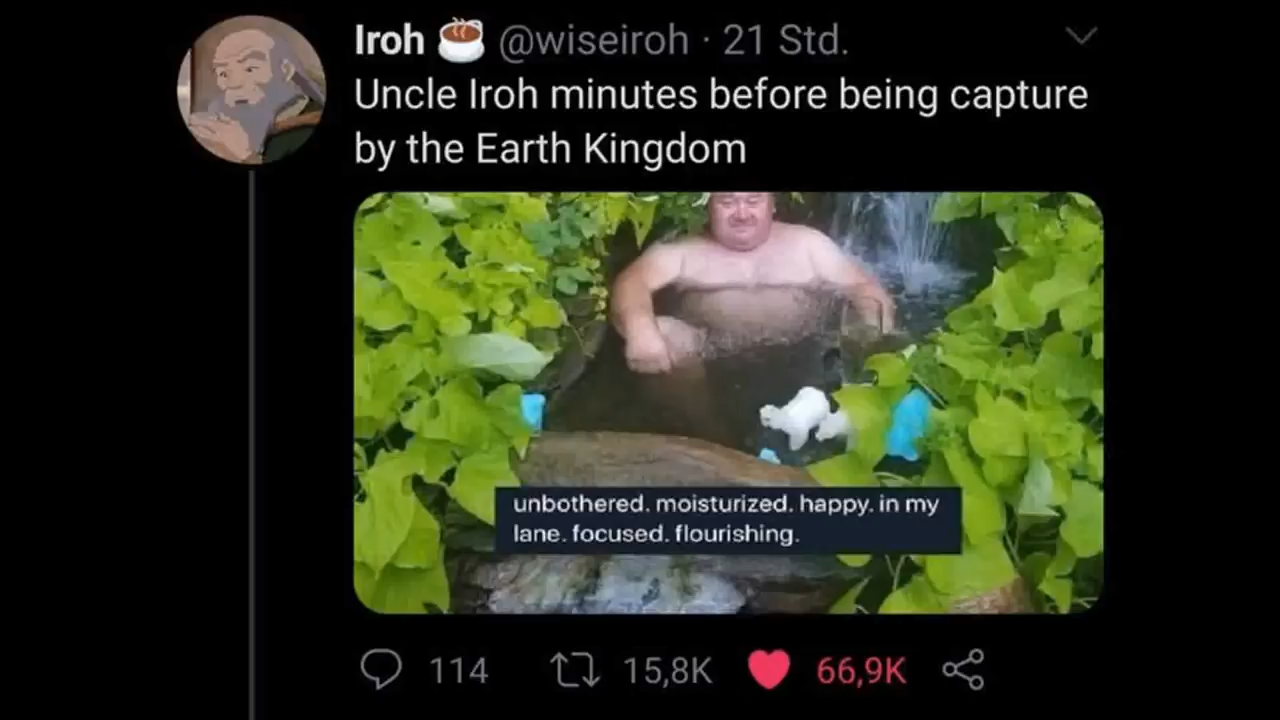 Iroh ☕ @wiseiroh · 21 Std.
Uncle Iroh minutes before being capture
by the Earth Kingdom
unbothered. moisturized. happy. in my
lane. focused. flourishing.
114 15,8K 66,9K